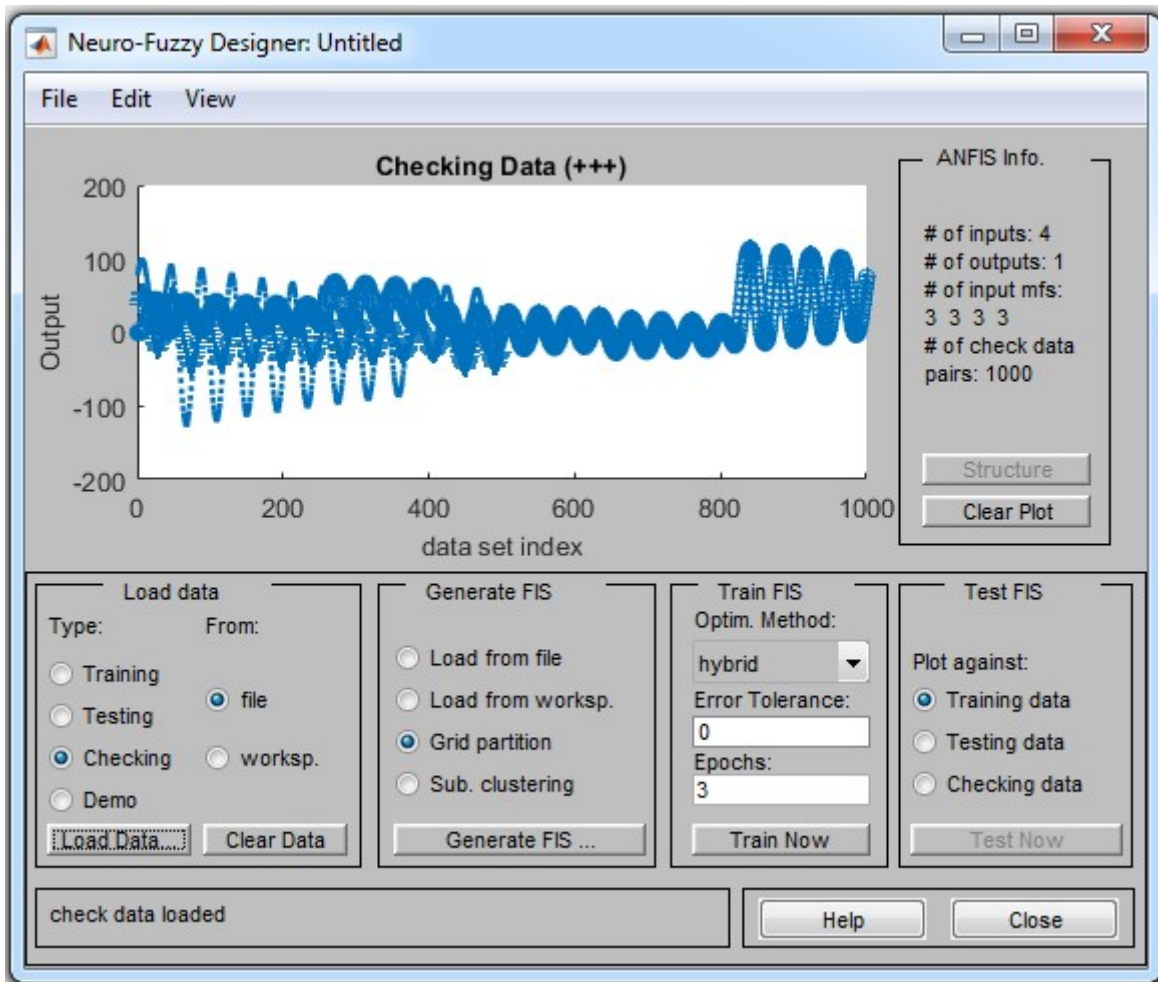 Neuro-Fuzzy Designer: Untitled
File Edit View
Checking Data (+++)
200
100
0
-100
-200
Output
0 200 400 600 800 1000
data set index
ANFIS Info.
# of inputs: 4
# of outputs: 1
# of input mfs:
3 3 3 3
# of check data
pairs: 1000
Structure
Clear Plot
Load data
Type: From:
Training
Testing
Checking
Demo
file
worksp.
Load Data... Clear Data
Generate FIS
Load from file
Load from worksp.
Grid partition
Sub. clustering
Generate FIS ...
Train FIS
Optim. Method:
hybrid
Error Tolerance:
0
Epochs:
3
Train Now
Test FIS
Plot against:
Training data
Testing data
Checking data
Test Now
check data loaded
Help Close